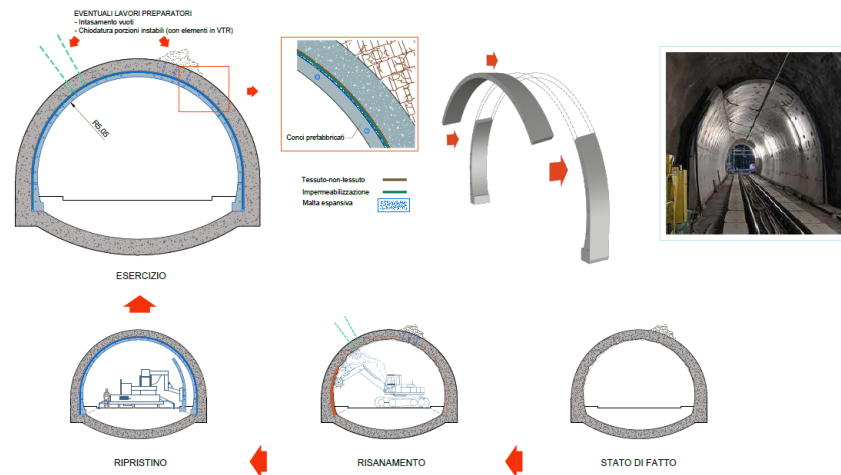 EVENTUALI LAVORI PREPARATORI
- Intasamento vuoti
- Chiodatura porzioni instabili (con elementi in VTR)
R5.05
Conci prefabbricati
Tessuto-non-tessuto
Impermeabilizzazione
Malta espansiva
ESERCIZIO
RIPRISTINO
RISANAMENTO
STATO DI FATTO